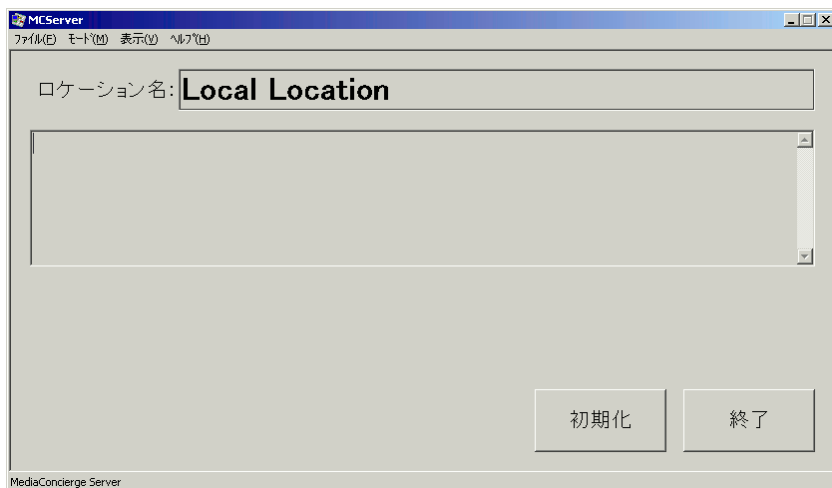 MCServer
ﾌｧｲﾙ(F) ﾓｰﾄﾞ(M) 表示(V) ﾍﾙﾌﾟ(H)
ロケーション名: Local Location
初期化 終了
MediaConcierge Server